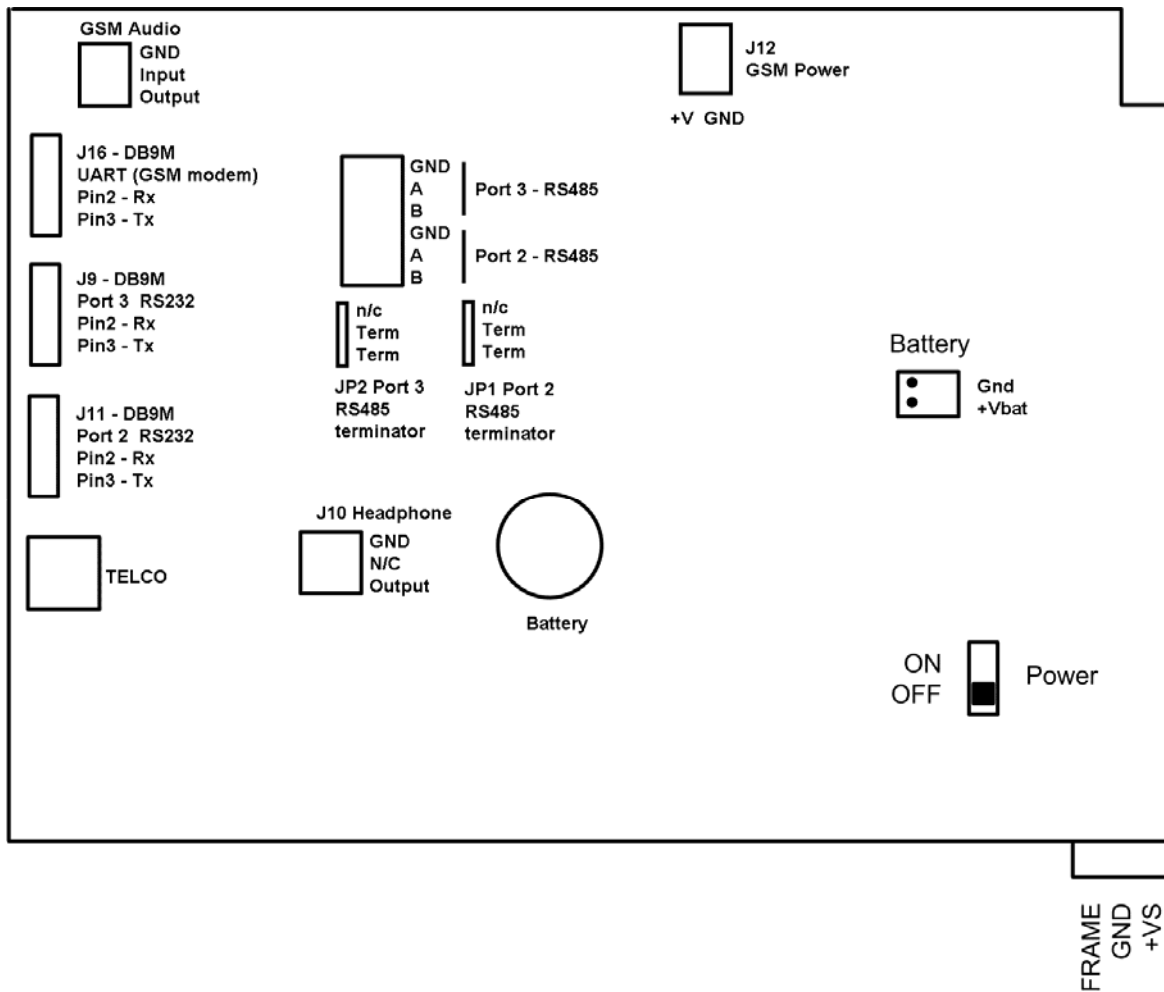 GSM Audio
GND
Input
Output
J12
GSM Power
+V GND
J16 - DB9M
UART (GSM modem)
Pin2 - Rx
Pin3 - Tx
GND
A
B
GND
A
B
Port 3 - RS485
Port 2 - RS485
J9 - DB9M
Port 3 RS232
Pin2 - Rx
Pin3 - Tx
n/c
Term
Term
JP2 Port 3
RS485
terminator
n/c
Term
Term
JP1 Port 2
RS485
terminator
Battery
Gnd
+Vbat
J11 - DB9M
Port 2 RS232
Pin2 - Rx
Pin3 - Tx
TELCO
J10 Headphone
GND
N/C
Output
Battery
ON
OFF
Power
FRAME
GND
+VS